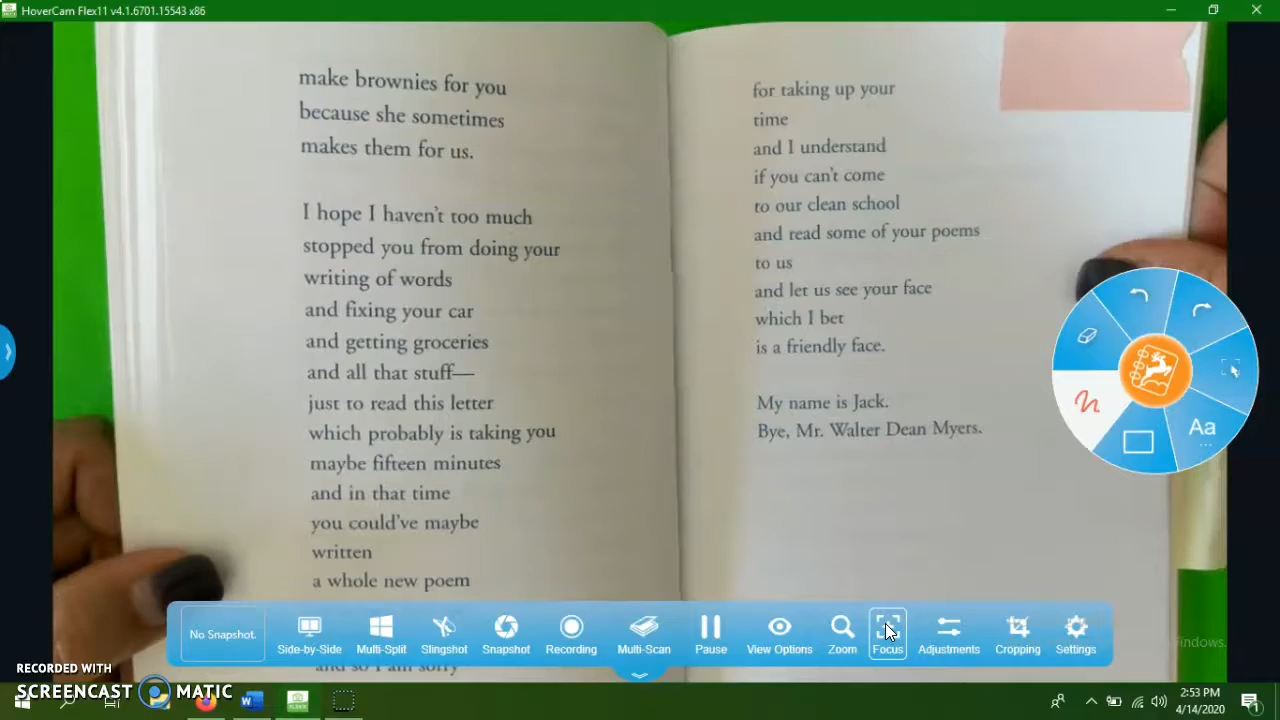 HoverCam Flex11 v4.1.6701.15543 x86
make brownies for you
because she sometimes
makes them for us.
I hope I haven't too much
stopped you from doing your
writing of words
and fixing your car
and getting groceries
and all that stuff—
just to read this letter
which probably is taking you
maybe fifteen minutes
and in that time
you could've maybe
written
a whole new poem
and so I am sorry
for taking up your
time
and I understand
if you can't come
to our clean school
and read some of your poems
to us
and let us see your face
which I bet
is a friendly face.
My name is Jack.
Bye, Mr. Walter Dean Myers.
Aa
No Snapshot.
Side-by-Side
Multi-Split
Slingshot
Snapshot
Recording
Multi-Scan
Pause
View Options
Zoom
Focus
Adjustments
Cropping
Settings
Windows.
RECORDED WITH
SCREENCAST MATIC
2:53 PM
4/14/2020
1